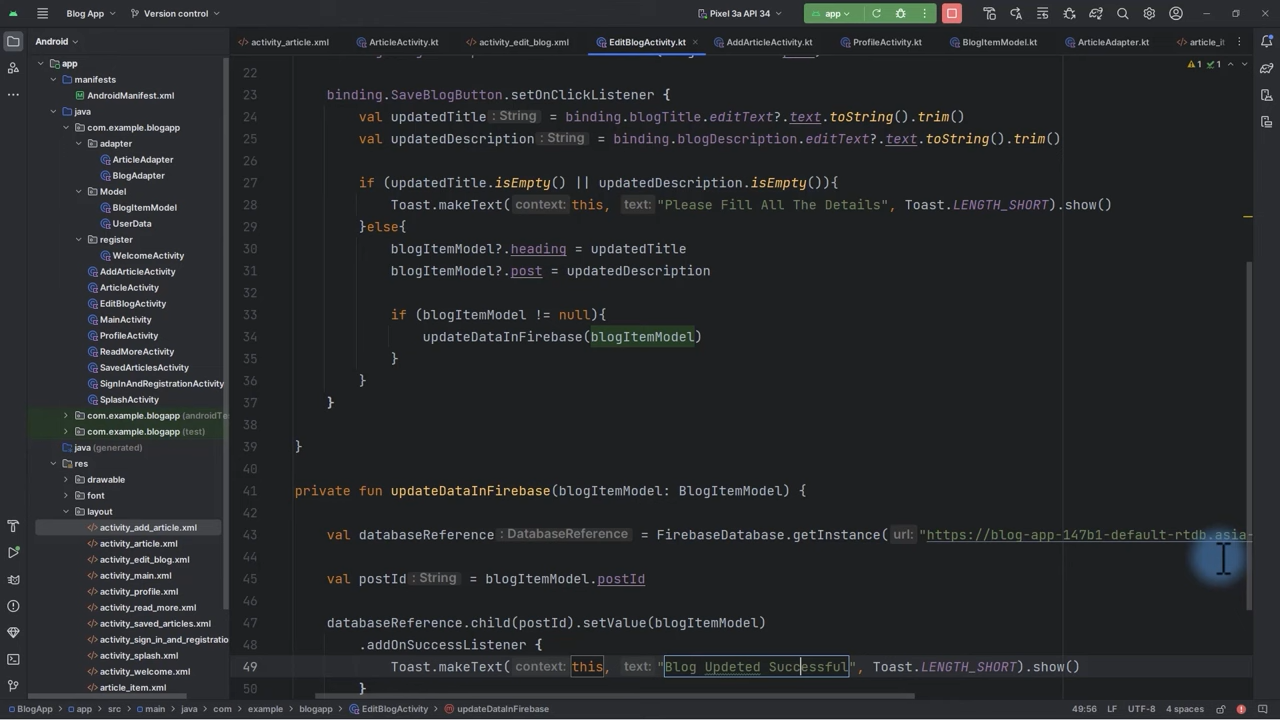 Blog App
Version control
Pixel 3a API 34
app
Android
activity_article.xml
ArticleActivity.kt
activity_edit_blog.xml
EditBlogActivity.kt
AddArticleActivity.kt
ProfileActivity.kt
BlogItemModel.kt
ArticleAdapter.kt
article_i
app
manifests
AndroidManifest.xml
java
com.example.blogapp
adapter
ArticleAdapter
BlogAdapter
Model
BlogItemModel
UserData
register
WelcomeActivity
AddArticleActivity
ArticleActivity
EditBlogActivity
MainActivity
ProfileActivity
ReadMoreActivity
SavedArticlesActivity
SignInAndRegistrationActivity
SplashActivity
com.example.blogapp (androidTe
com.example.blogapp (test)
java (generated)
res
drawable
font
layout
activity_add_article.xml
activity_article.xml
activity_edit_blog.xml
activity_main.xml
activity_profile.xml
activity_read_more.xml
activity_saved_articles.xml
activity_sign_in_and_registration
activity_splash.xml
activity_welcome.xml
article_item.xml
1 1
22
23 binding.SaveBlogButton.setOnClickListener {
24 val updatedTitle : String = binding.blogTitle.editText?.text.toString().trim()
25 val updatedDescription : String = binding.blogDescription.editText?.text.toString().trim()
26
27 if (updatedTitle.isEmpty() || updatedDescription.isEmpty()){
28 Toast.makeText( context: this, text: "Please Fill All The Details", Toast.LENGTH_SHORT).show()
29 }else{
30 blogItemModel?.heading = updatedTitle
31 blogItemModel?.post = updatedDescription
32
33 if (blogItemModel != null){
34 updateDataInFirebase(blogItemModel)
35 }
36 }
37 }
38
39 }
40
41 private fun updateDataInFirebase(blogItemModel: BlogItemModel) {
43 val databaseReference : DatabaseReference = FirebaseDatabase.getInstance( url: "https://blog-app-147b1-default-rtdb.asia-
44
45 val postId : String = blogItemModel.postId
46
47 databaseReference.child(postId).setValue(blogItemModel)
48 .addOnSuccessListener {
49 Toast.makeText( context: this, text: "Blog Updeted Successful", Toast.LENGTH_SHORT).show()
50 }
BlogApp
app
src
main
java
com
example
blogapp
EditBlogActivity
updateDataInFirebase
49:56
LF
UTF-8
4 spaces